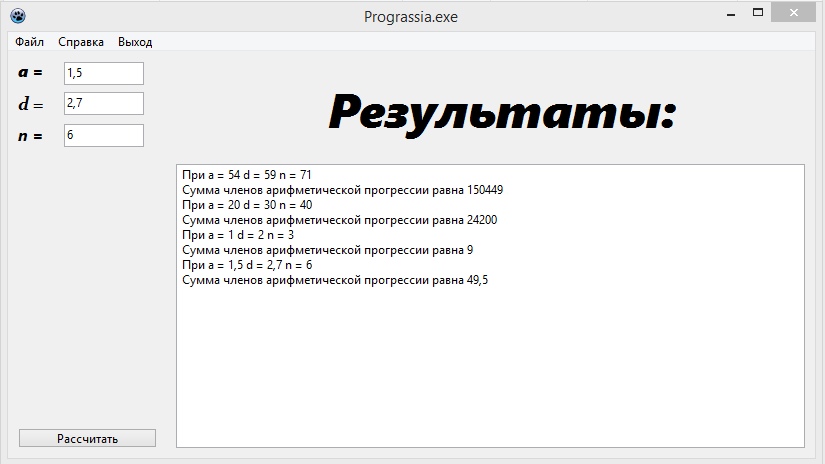 Prograssia.exe
Файл Справка Выход
a = 1,5
d = 2,7
n = 6
Результаты:
При a = 54 d = 59 n = 71
Сумма членов арифметической прогрессии равна 150449
При a = 20 d = 30 n = 40
Сумма членов арифметической прогрессии равна 24200
При a = 1 d = 2 n = 3
Сумма членов арифметической прогрессии равна 9
При a = 1,5 d = 2,7 n = 6
Сумма членов арифметической прогрессии равна 49,5
Рассчитать